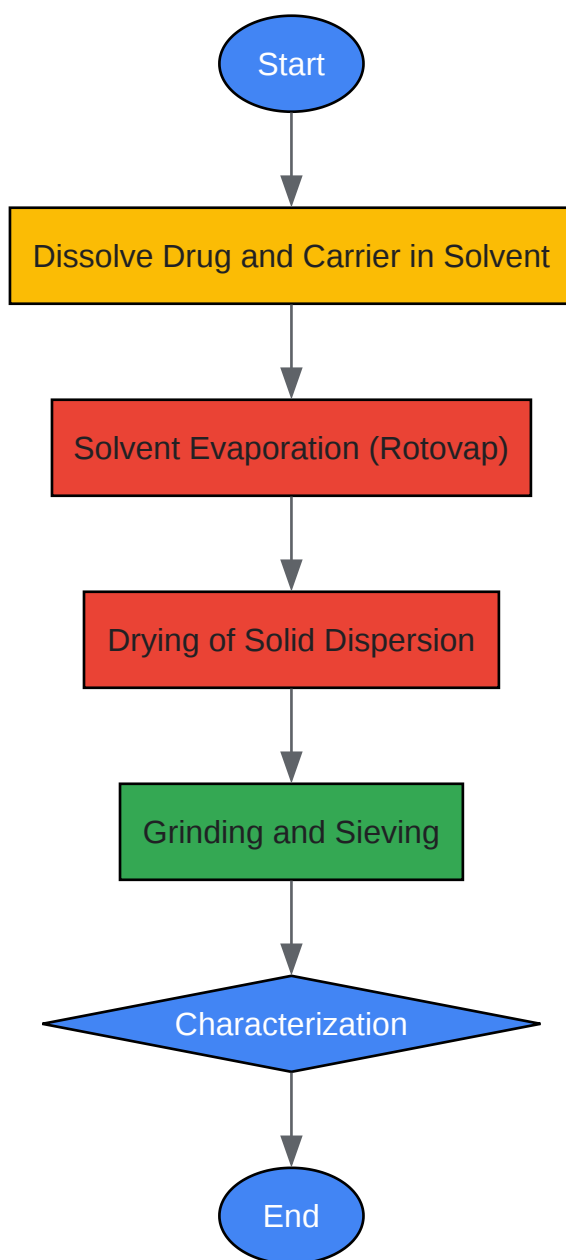 Start
Dissolve Drug and Carrier in Solvent
Solvent Evaporation (Rotovap)
Drying of Solid Dispersion
Grinding and Sieving
Characterization
End